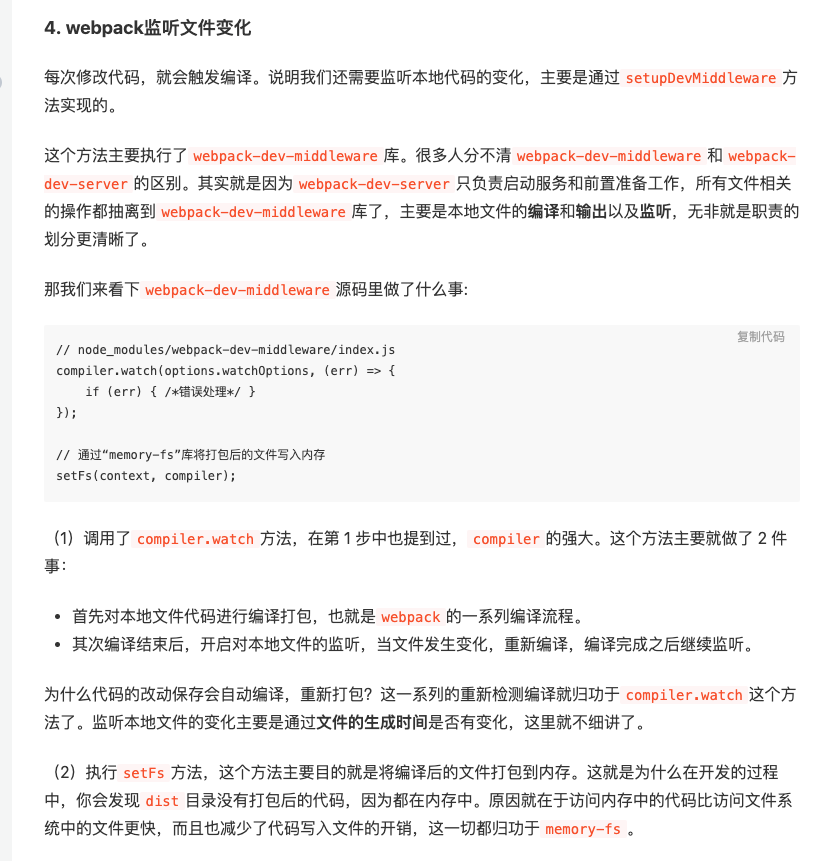 4. webpack监听文件变化
每次修改代码，就会触发编译。说明我们还需要监听本地代码的变化，主要是通过 setupDevMiddleware 方
法实现的。
这个方法主要执行了 webpack-dev-middleware 库。很多人分不清 webpack-dev-middleware 和 webpack-
dev-server 的区别。其实就是因为 webpack-dev-server 只负责启动服务和前置准备工作，所有文件相关
的操作都抽离到 webpack-dev-middleware 库了，主要是本地文件的编译和输出以及监听，无非就是职责的
划分更清晰了。
那我们来看下 webpack-dev-middleware 源码里做了什么事:
复制代码
// node_modules/webpack-dev-middleware/index.js
compiler.watch(options.watchOptions, (err) => {
    if (err) { /*错误处理*/ }
});
// 通过“memory-fs”库将打包后的文件写入内存
setFs(context, compiler);
（1）调用了 compiler.watch 方法，在第 1 步中也提到过， compiler 的强大。这个方法主要就做了 2 件
事：
• 首先对本地文件代码进行编译打包，也就是 webpack 的一系列编译流程。
• 其次编译结束后，开启对本地文件的监听，当文件发生变化，重新编译，编译完成之后继续监听。
为什么代码的改动保存会自动编译，重新打包？这一系列的重新检测编译就归功于 compiler.watch 这个方
法了。监听本地文件的变化主要是通过文件的生成时间是否有变化，这里就不细讲了。
（2）执行 setFs 方法，这个方法主要目的就是将编译后的文件打包到内存。这就是为什么在开发的过程
中，你会发现 dist 目录没有打包后的代码，因为都在内存中。原因就在于访问内存中的代码比访问文件系
统中的文件更快，而且也减少了代码写入文件的开销，这一切都归功于 memory-fs 。